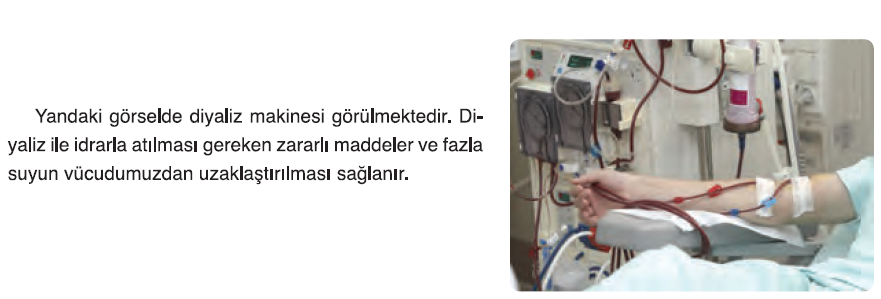 Yandaki görselde diyaliz makinesi görülmektedir. Di-
yaliz ile idrarla atılması gereken zararlı maddeler ve fazla
suyun vücudumuzdan uzaklaştırılması sağlanır.